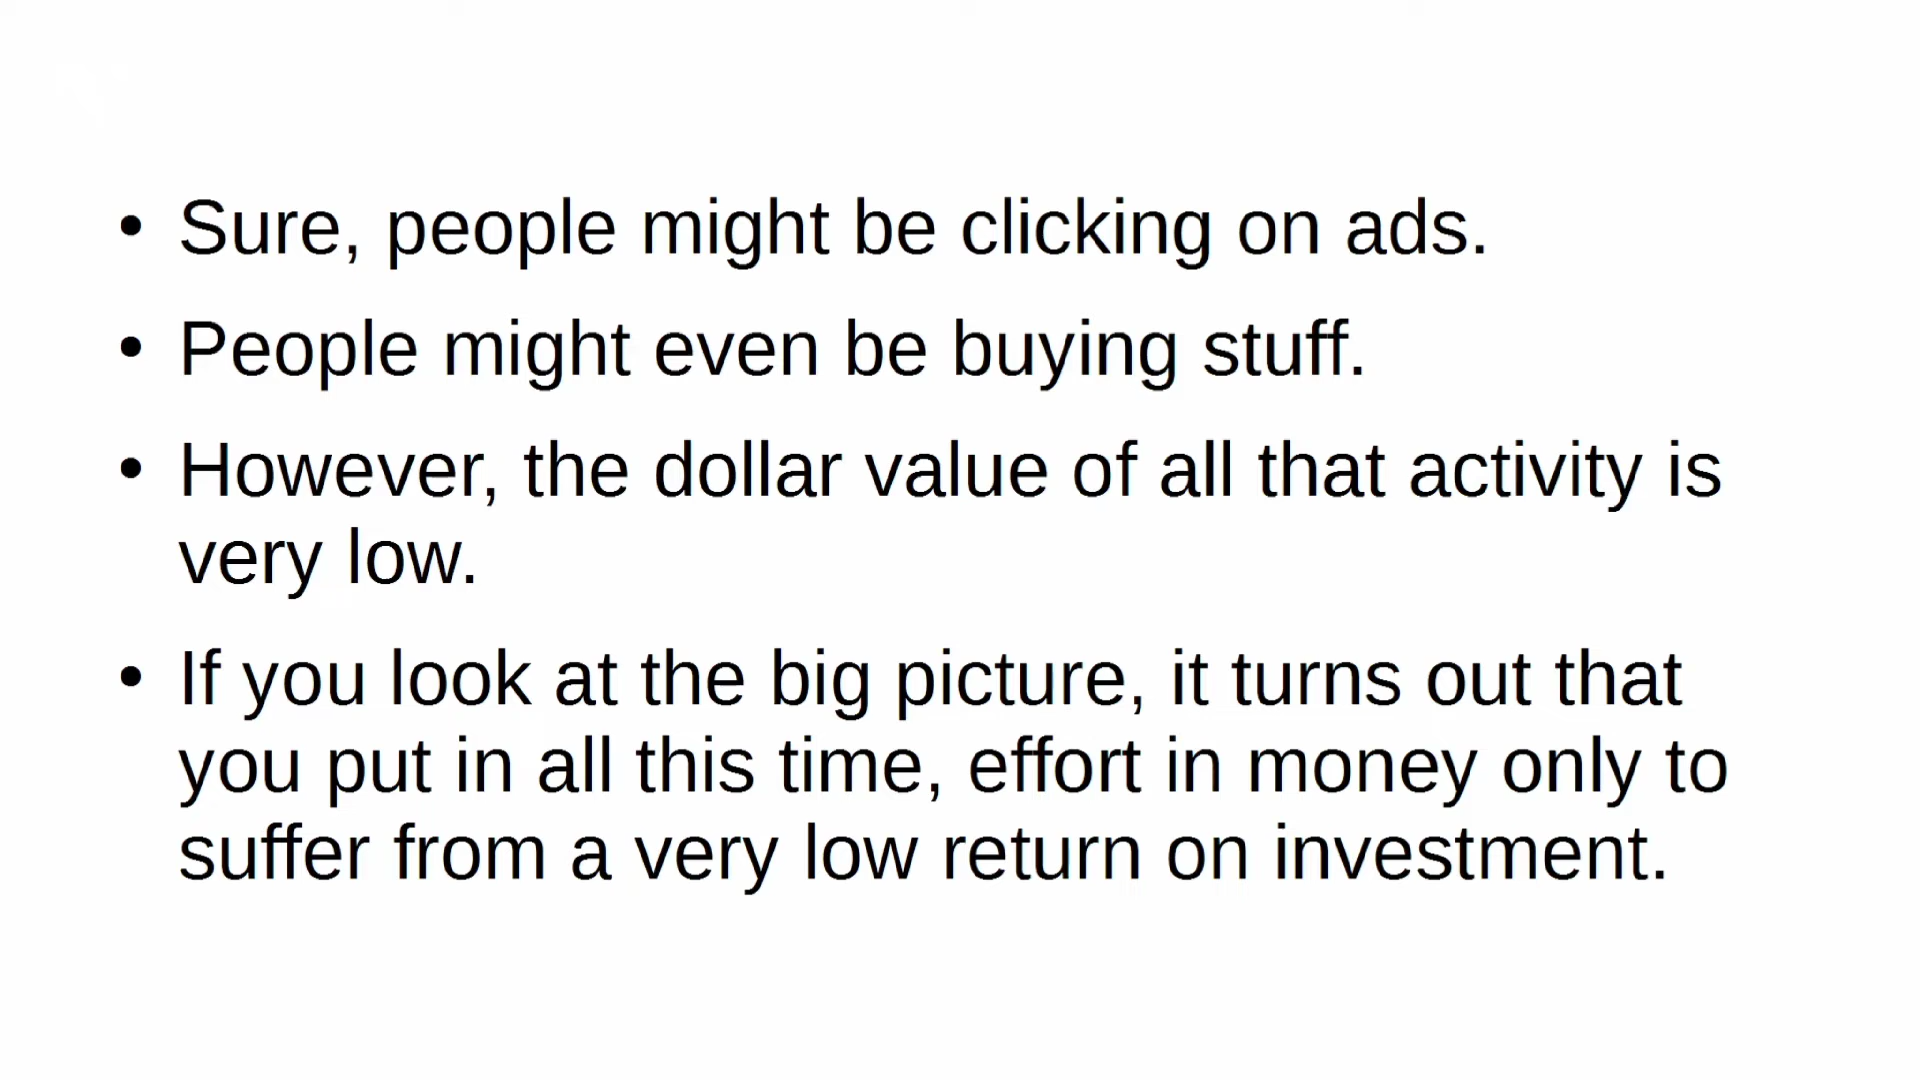 • Sure, people might be clicking on ads.
• People might even be buying stuff.
• However, the dollar value of all that activity is
very low.
• If you look at the big picture, it turns out that
you put in all this time, effort in money only to
suffer from a very low return on investment.